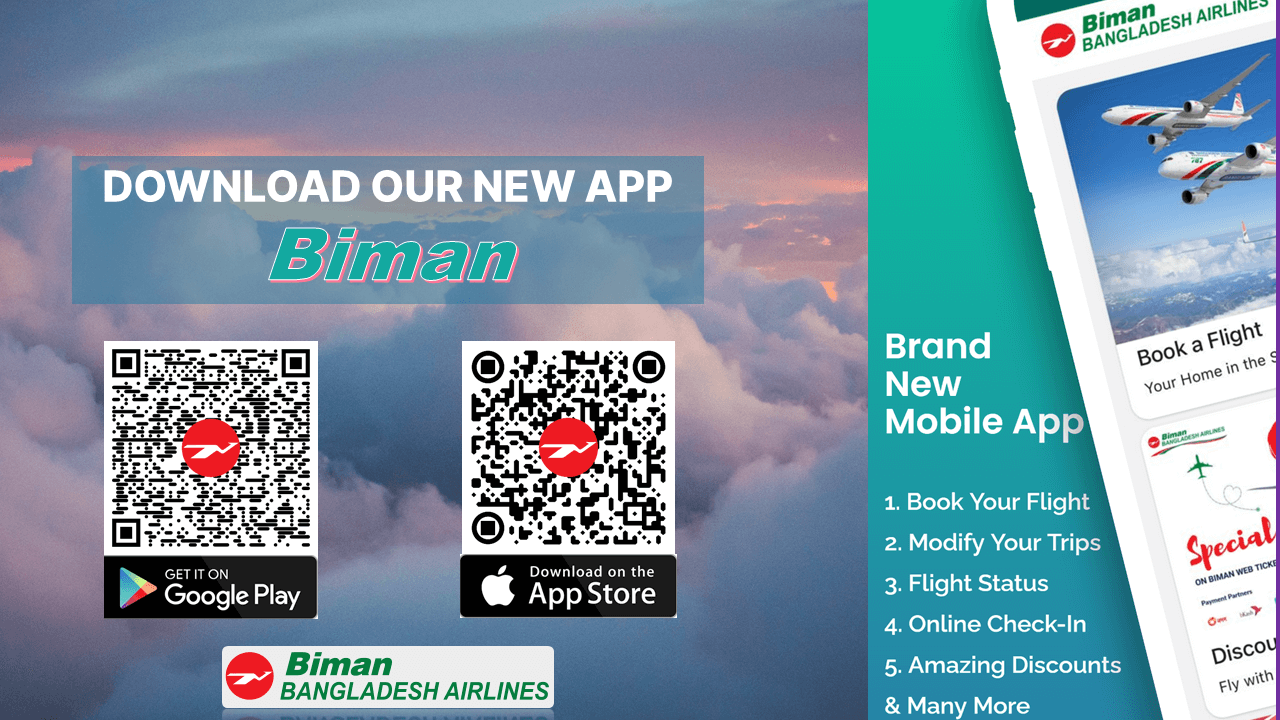 DOWNLOAD OUR NEW APP
Biman
GET IT ON
Google Play
Download on the
App Store
Biman
BANGLADESH AIRLINES
Brand
New
Mobile App
1. Book Your Flight
2. Modify Your Trips
3. Flight Status
4. Online Check-In
5. Amazing Discounts
& Many More
Biman
BANGLADESH AIRLINES
787
Book a Flight
Your Home in the
Biman
BANGLADESH AIRLINES
Special
ON BIMAN WEB
Payment Partners
Fly with